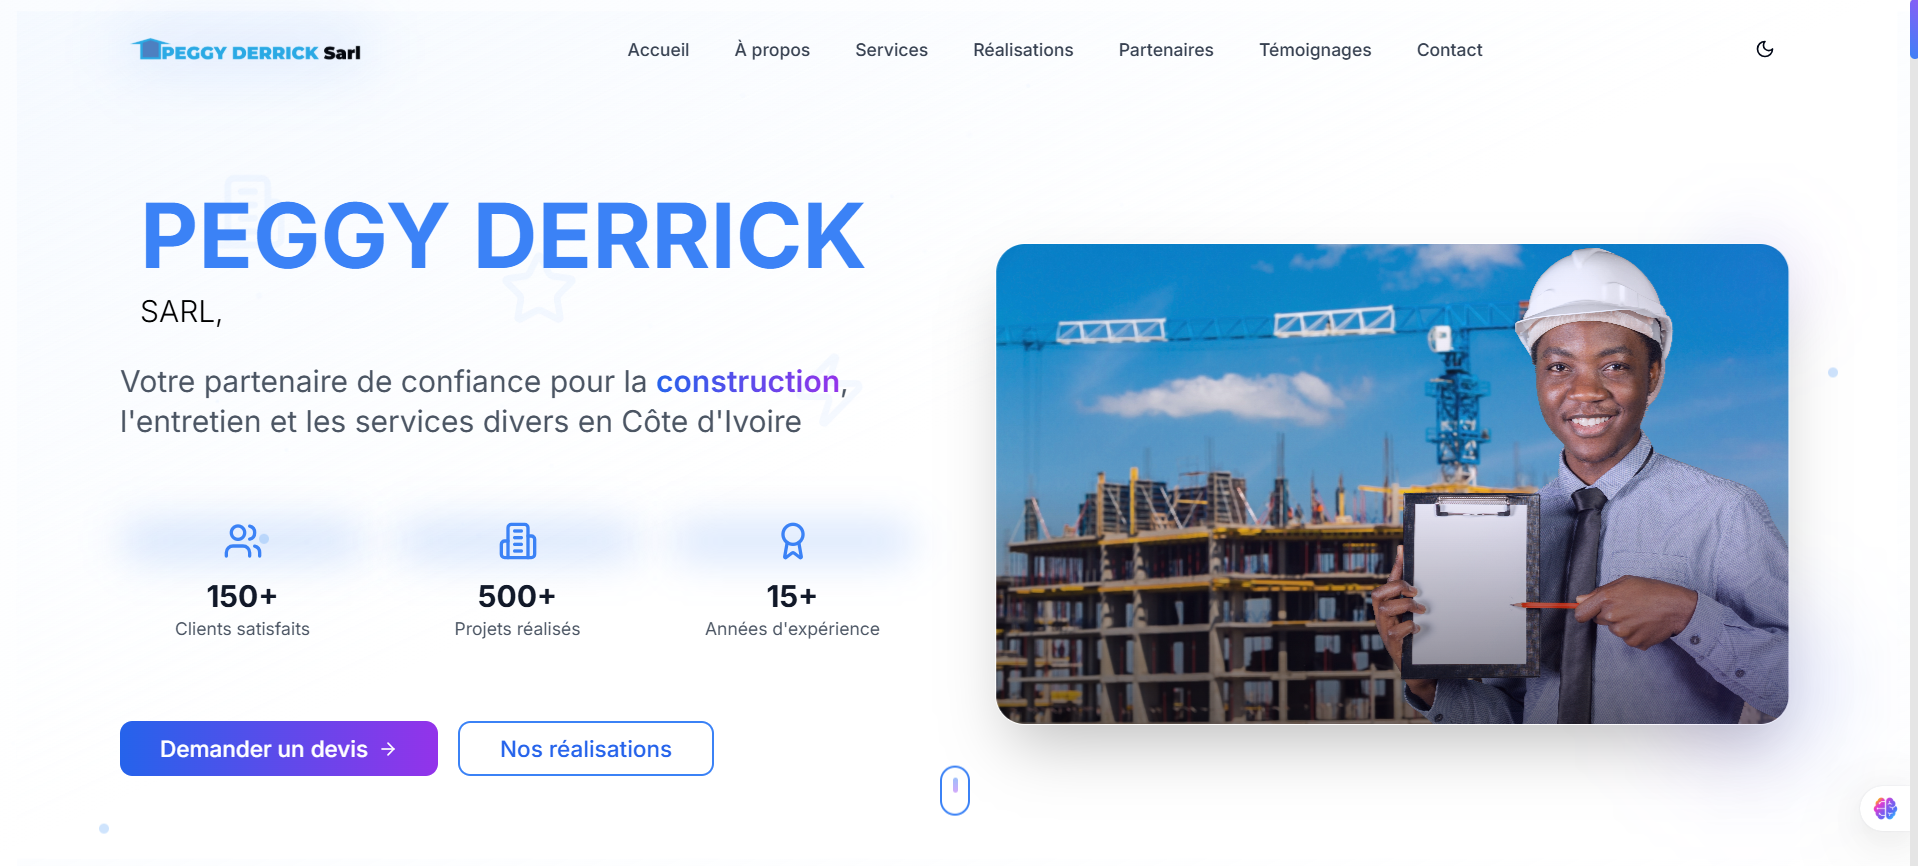 PEGGY DERRICK Sarl
Accueil
À propos
Services
Réalisations
Partenaires
Témoignages
Contact
PEGGY DERRICK
SARL,
Votre partenaire de confiance pour la construction,
l'entretien et les services divers en Côte d'Ivoire
150+
Clients satisfaits
500+
Projets réalisés
15+
Années d'expérience
Demander un devis
Nos réalisations